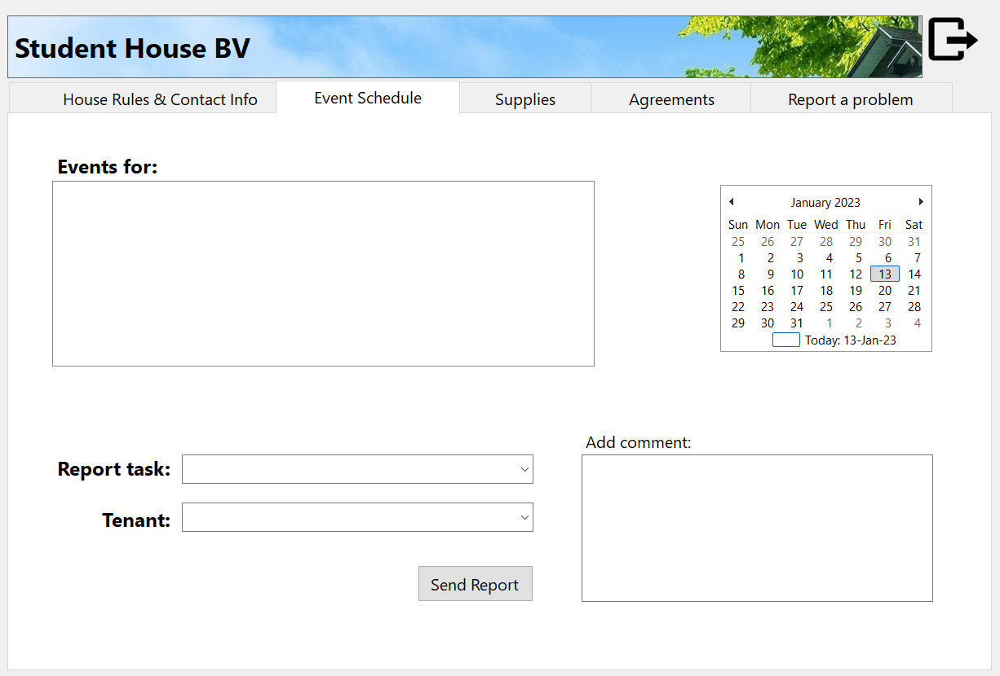 Student House BV
House Rules & Contact Info Event Schedule Supplies Agreements Report a problem
Events for:
January 2023
Sun Mon Tue Wed Thu Fri Sat
25 26 27 28 29 30 31
1 2 3 4 5 6 7
8 9 10 11 12 13 14
15 16 17 18 19 20 21
22 23 24 25 26 27 28
29 30 31 1 2 3 4
Today: 13-Jan-23
Report task:
Tenant:
Send Report
Add comment: